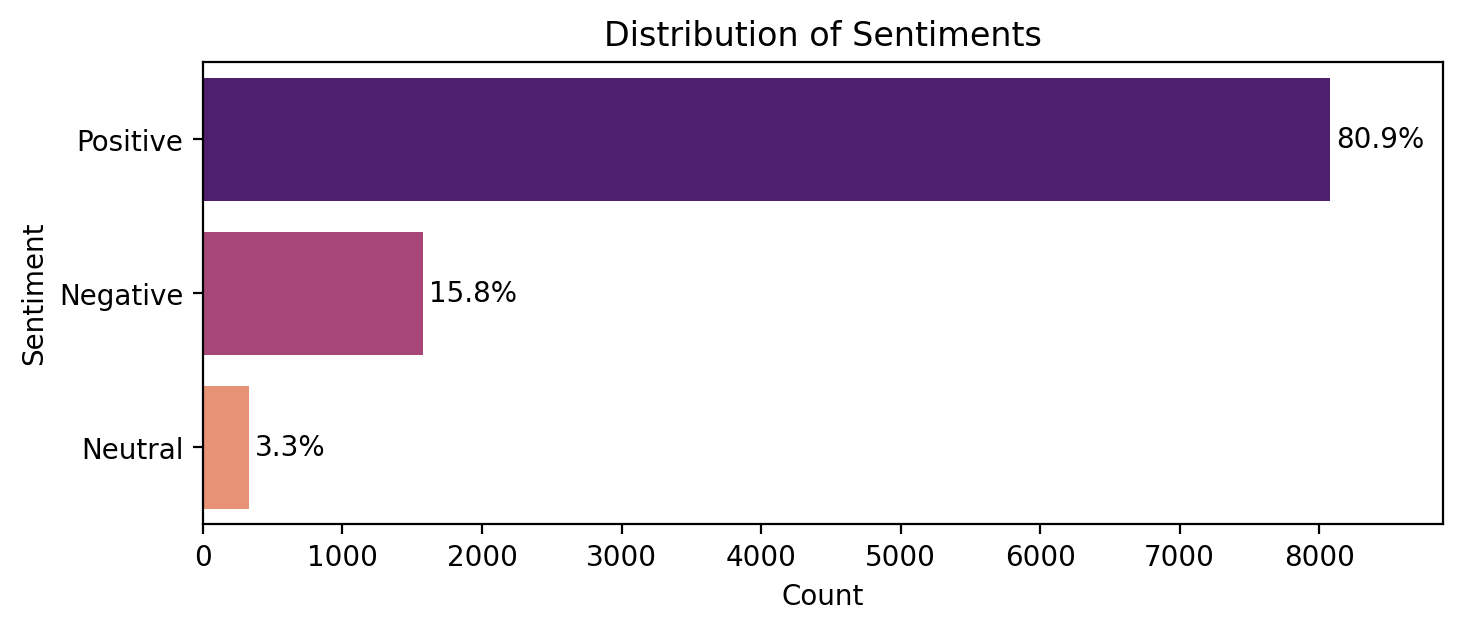 Distribution of Sentiments
Sentiment
Positive
80.9%
Negative
15.8%
Neutral
3.3%
0 1000 2000 3000 4000 5000 6000 7000 8000
Count